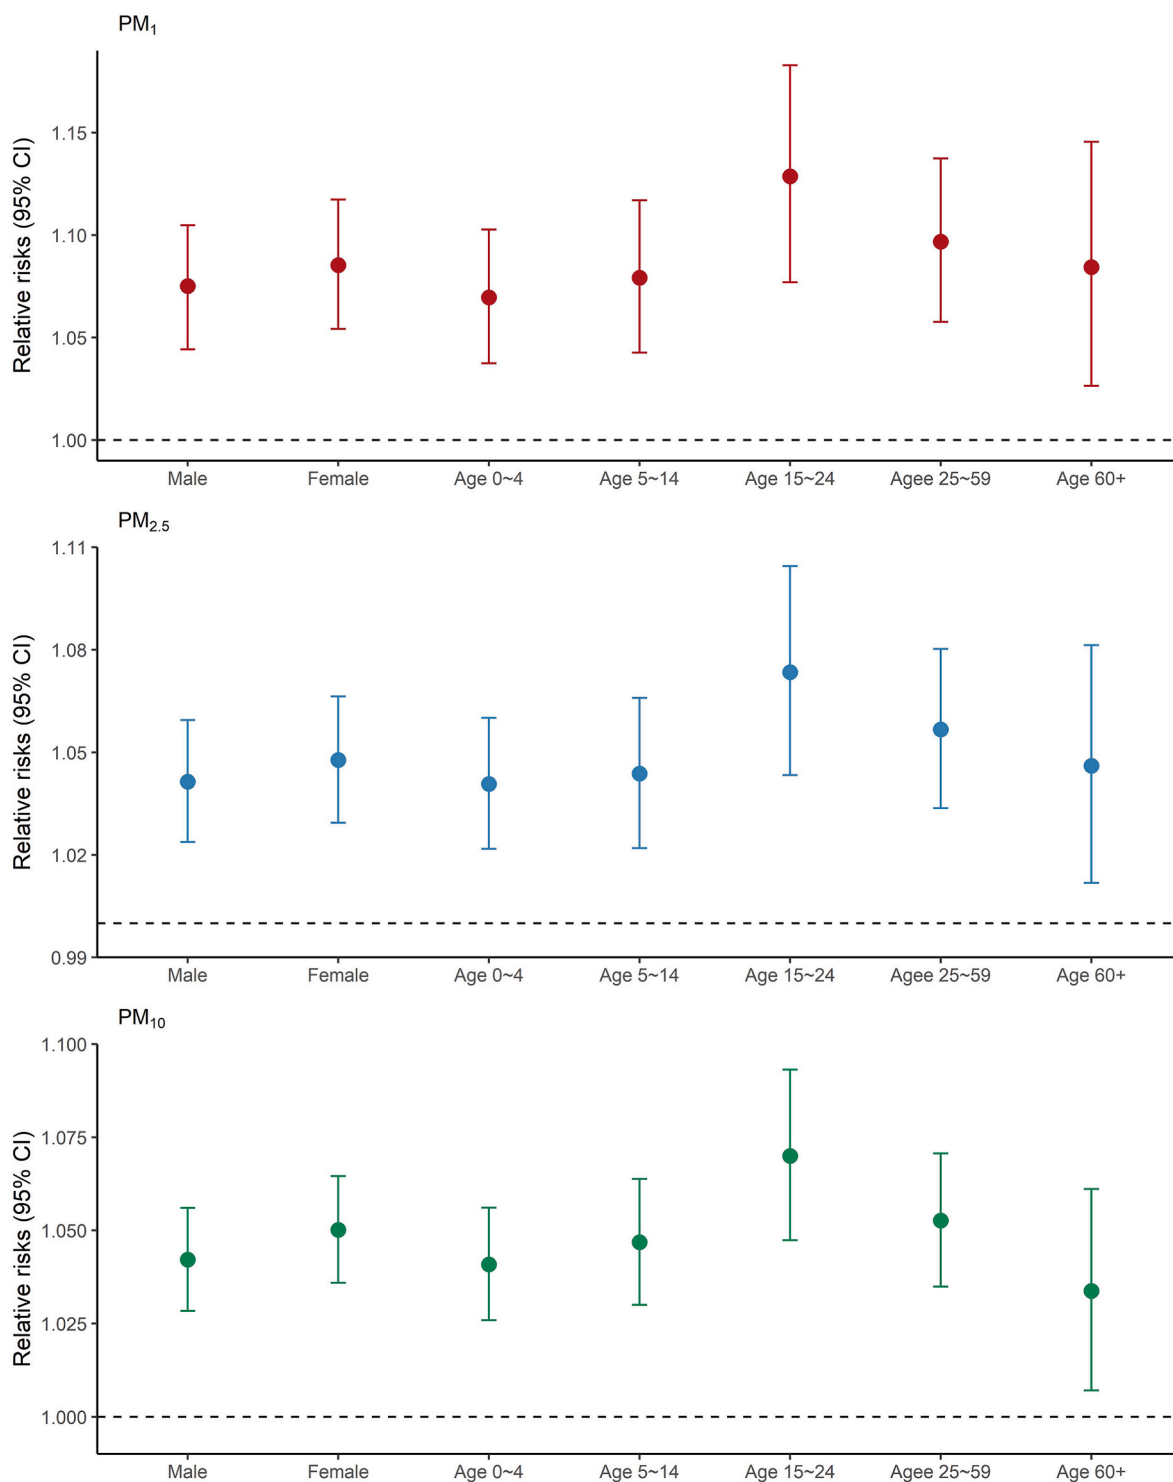 PM1
Relative risks (95% CI)
1.15
1.10
1.05
1.00
Male Female Age 0~4 Age 5~14 Age 15~24 Agee 25~59 Age 60+
PM2.5
Relative risks (95% CI)
1.11
1.08
1.05
1.02
0.99
Male Female Age 0~4 Age 5~14 Age 15~24 Agee 25~59 Age 60+
PM10
Relative risks (95% CI)
1.100
1.075
1.050
1.025
1.000
Male Female Age 0~4 Age 5~14 Age 15~24 Agee 25~59 Age 60+